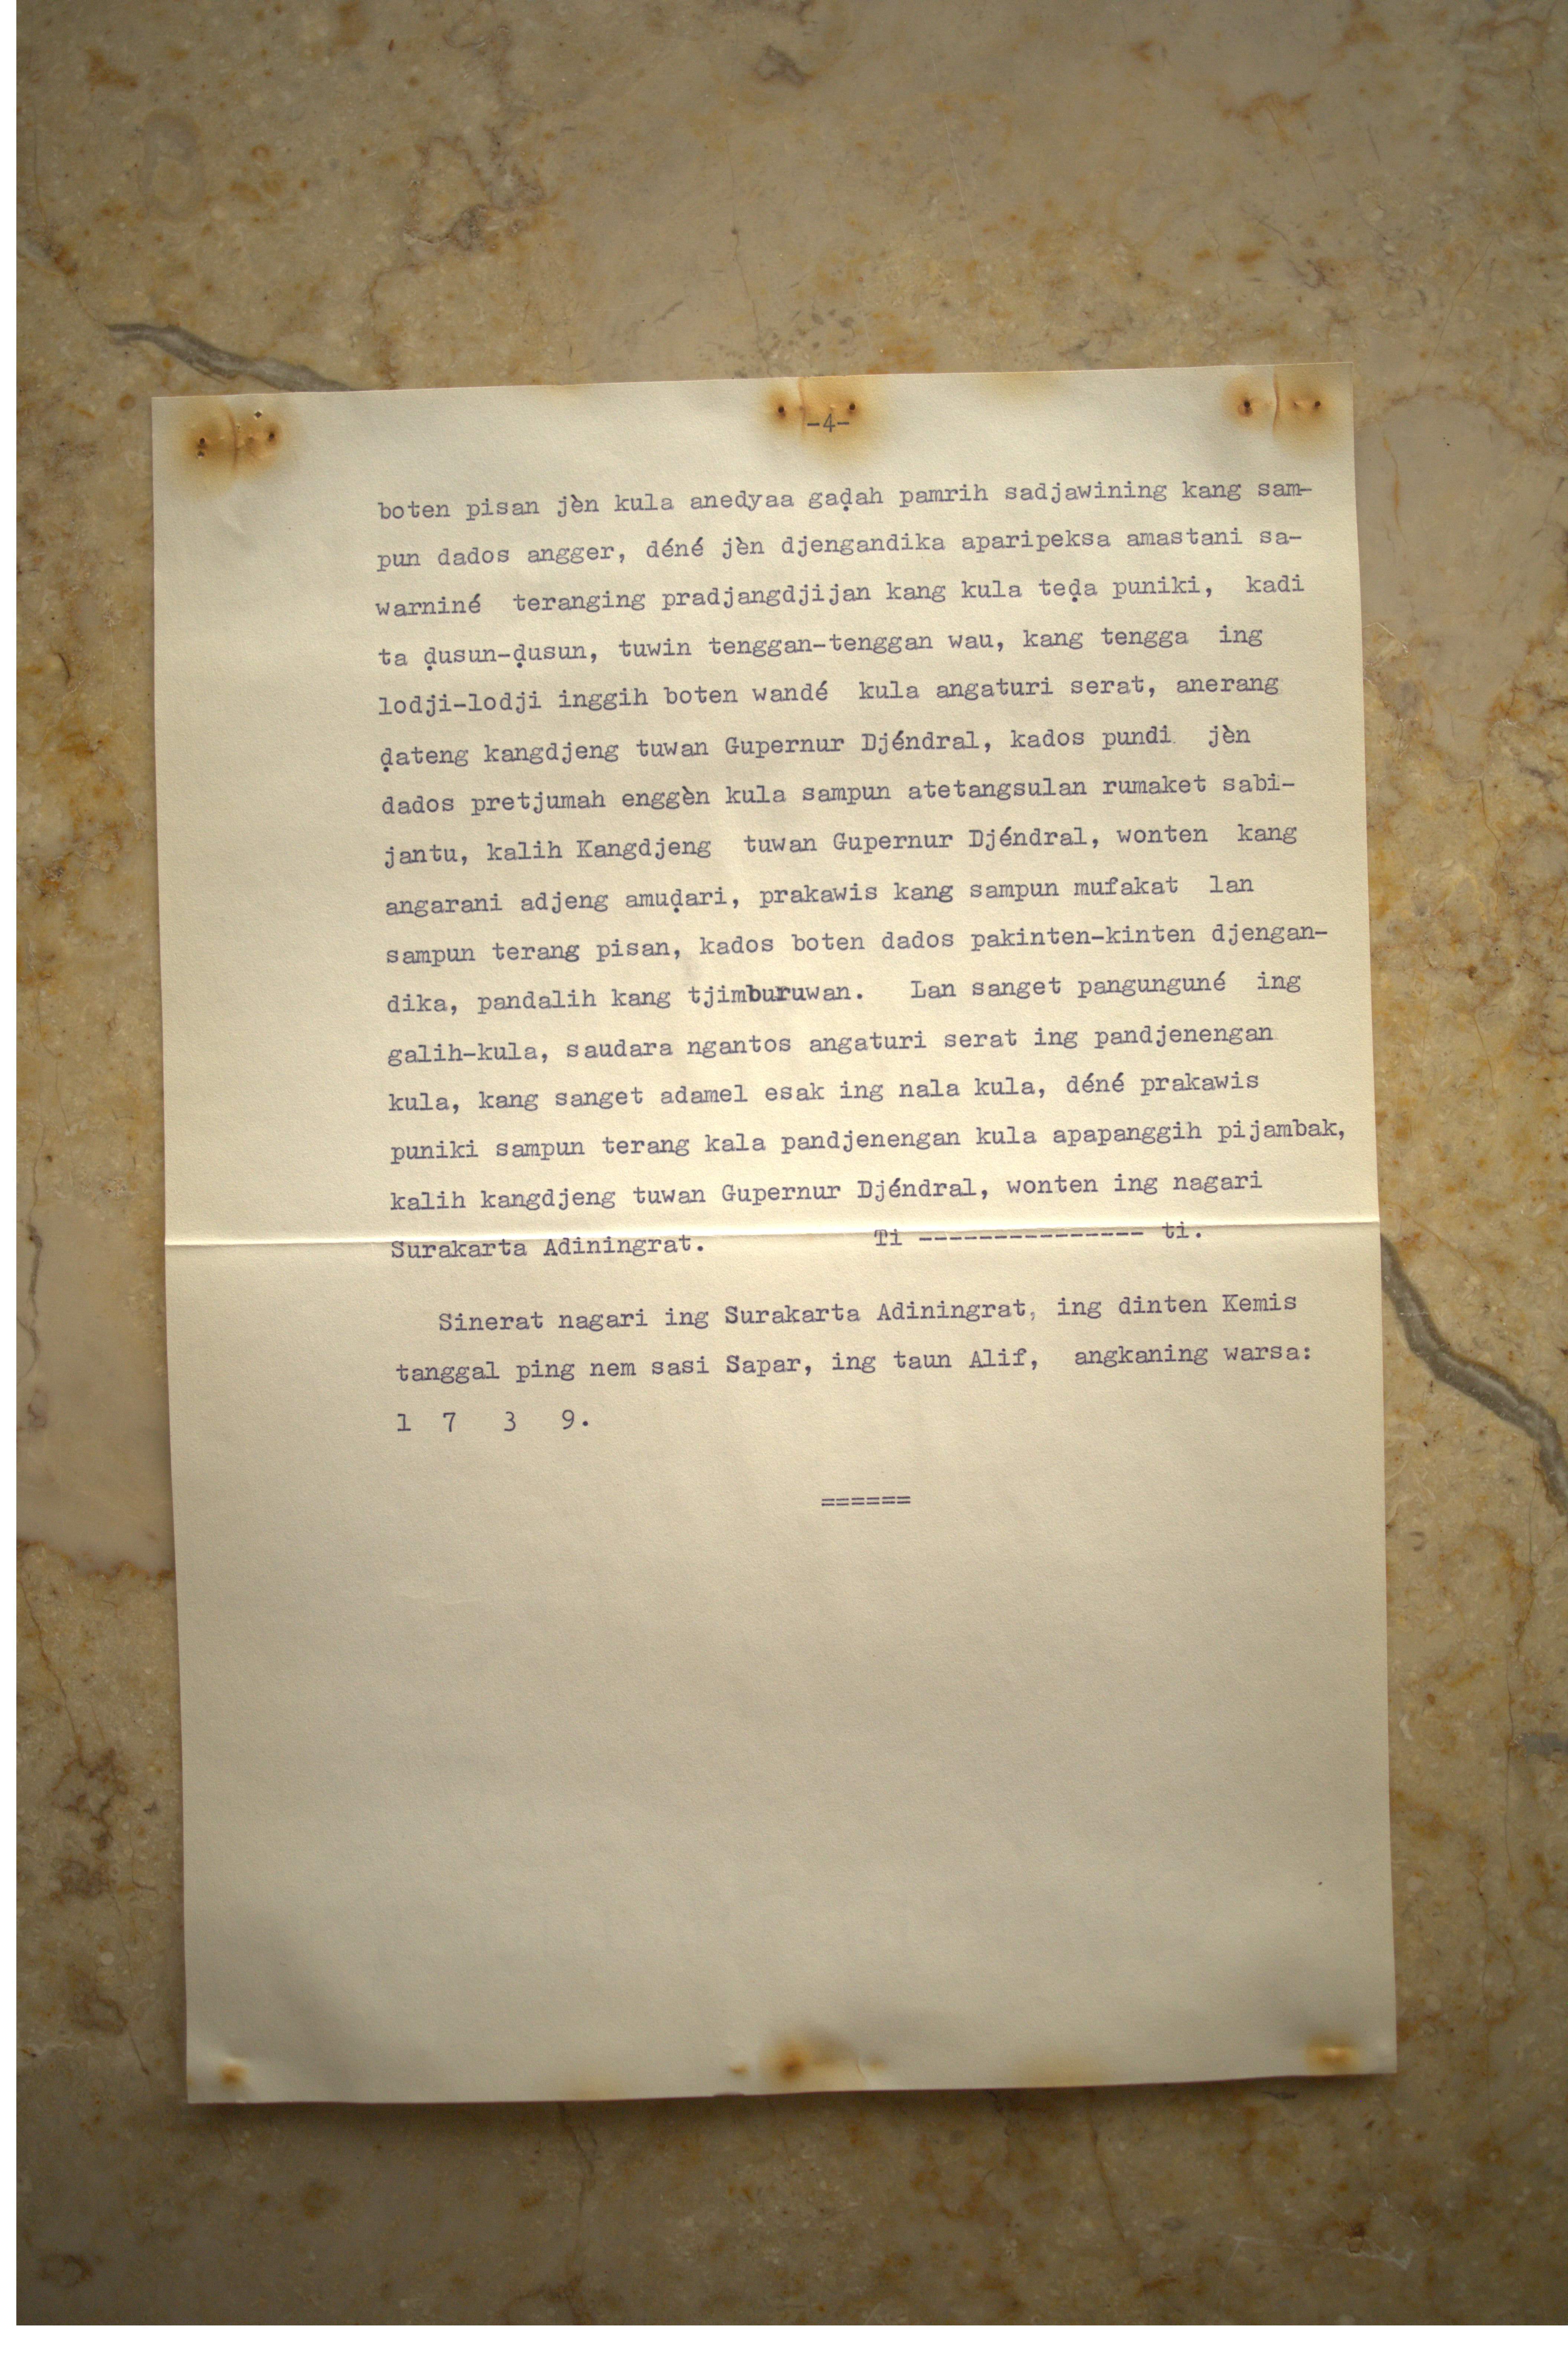 -4-
boten pisan jèn kula anedyaa gaḍah pamrih sadjawining kang sam-
pun dados angger, déné jèn djengandika aparipeksa amastani sa-
warniné teranging pradjangdjijan kang kula teḍa puniki, kadi
ta ḍusun-ḍusun, tuwin tenggan-tenggan wau, kang tengga ing
lodji-lodji inggih boten wandé kula angaturi serat, anerang
ḍateng kangdjeng tuwan Gupernur Djéndral, kados pundi jèn
dados pretjumah enggèn kula sampun atetangsulan rumaket sabi-
jantu, kalih Kangdjeng tuwan Gupernur Djéndral, wonten kang
angarani adjeng amuḍari, prakawis kang sampun mufakat lan
sampun terang pisan, kados boten dados pakinten-kinten djengan-
dika, pandalih kang tjimburuwan. Lan sanget pangunguné ing
galih-kula, saudara ngantos angaturi serat ing pandjenengan
kula, kang sanget adamel esak ing nala kula, déné prakawis
puniki sampun terang kala pandjenengan kula apapanggih pijambak,
kalih kangdjeng tuwan Gupernur Djéndral, wonten ing nagari
Surakarta Adiningrat. Ti --------------- ti.
Sinerat nagari ing Surakarta Adiningrat, ing dinten Kemis
tanggal ping nem sasi Sapar, ing taun Alif, angkaning warsa:
1 7 3 9.
======